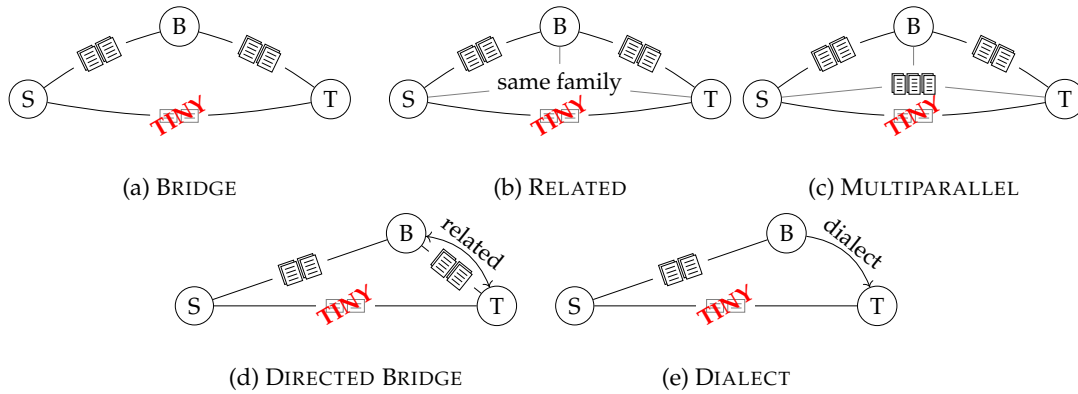 B B B
S T S same family T S T
TINY TINY TINY
(a) BRIDGE (b) RELATED (c) MULTIPARALLEL
B related B dialect
S TINY T S TINY T
(d) DIRECTED BRIDGE (e) DIALECT